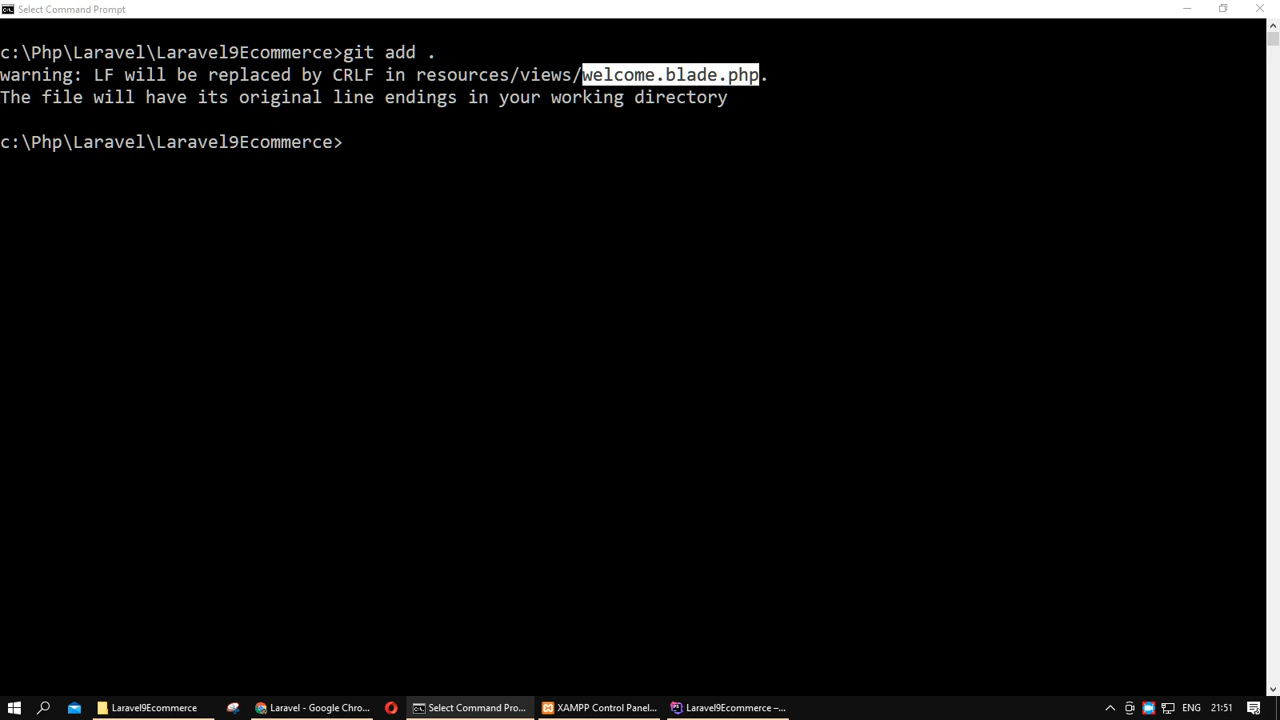 Select Command Prompt
c:\Php\Laravel\Laravel9Ecommerce>git add .
warning: LF will be replaced by CRLF in resources/views/welcome.blade.php.
The file will have its original line endings in your working directory
c:\Php\Laravel\Laravel9Ecommerce>
Laravel9Ecommerce
Laravel - Google Chro...
Select Command Pro...
XAMPP Control Panel...
Laravel9Ecommerce –...
ENG
21:51